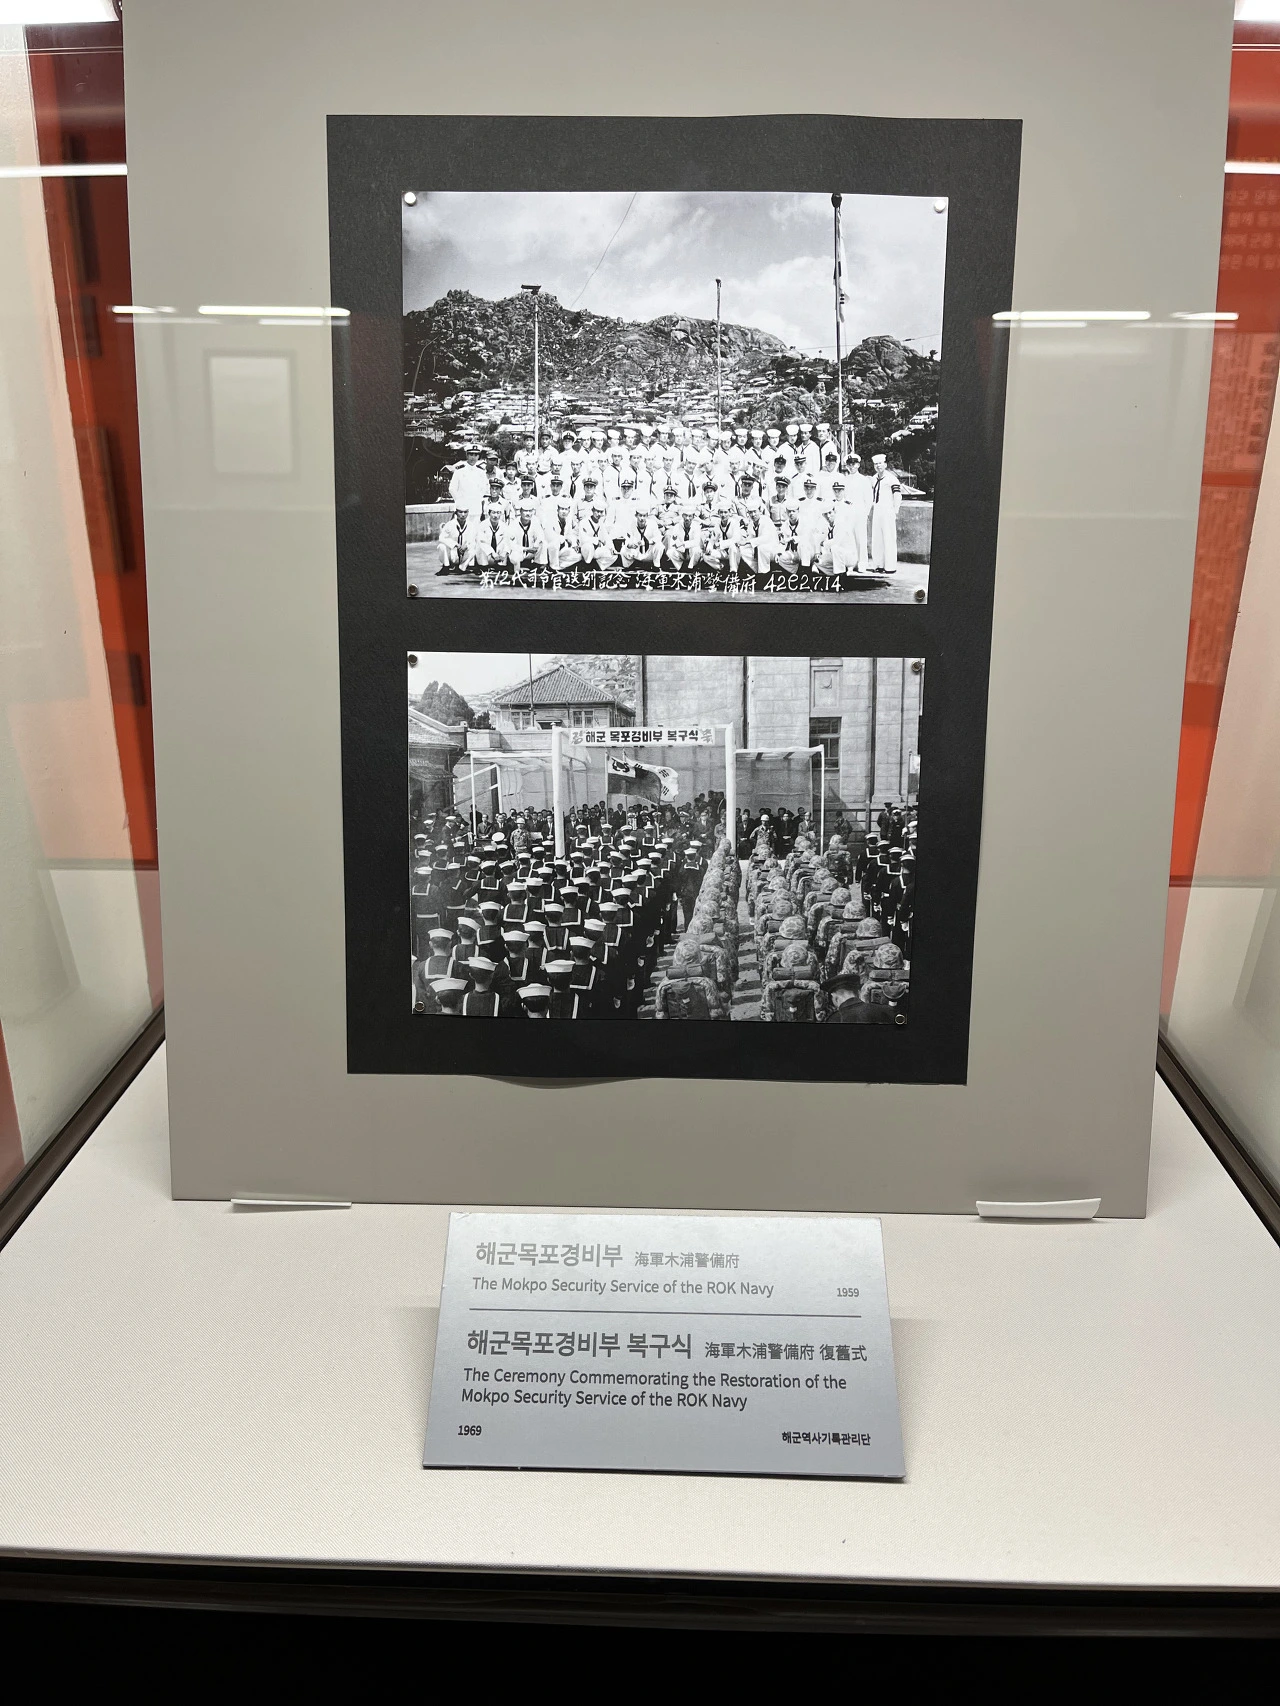 第12代司令官送別記念 海軍木浦警備府 4292.7.14.
해군 목포경비부 복구식
해군목포경비부 海軍木浦警備府
The Mokpo Security Service of the ROK Navy 1959
해군목포경비부 복구식 海軍木浦警備府 復舊式
The Ceremony Commemorating the Restoration of the
Mokpo Security Service of the ROK Navy
1969 해군역사기록관리단